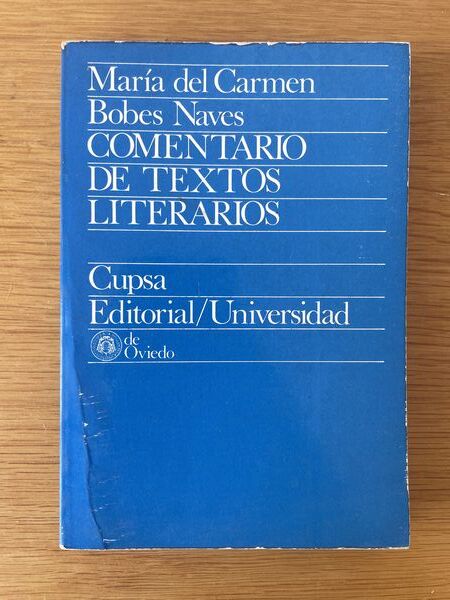 María del Carmen
Bobes Naves
COMENTARIO
DE TEXTOS
LITERARIOS
Cupsa
Editorial/Universidad
de
Oviedo